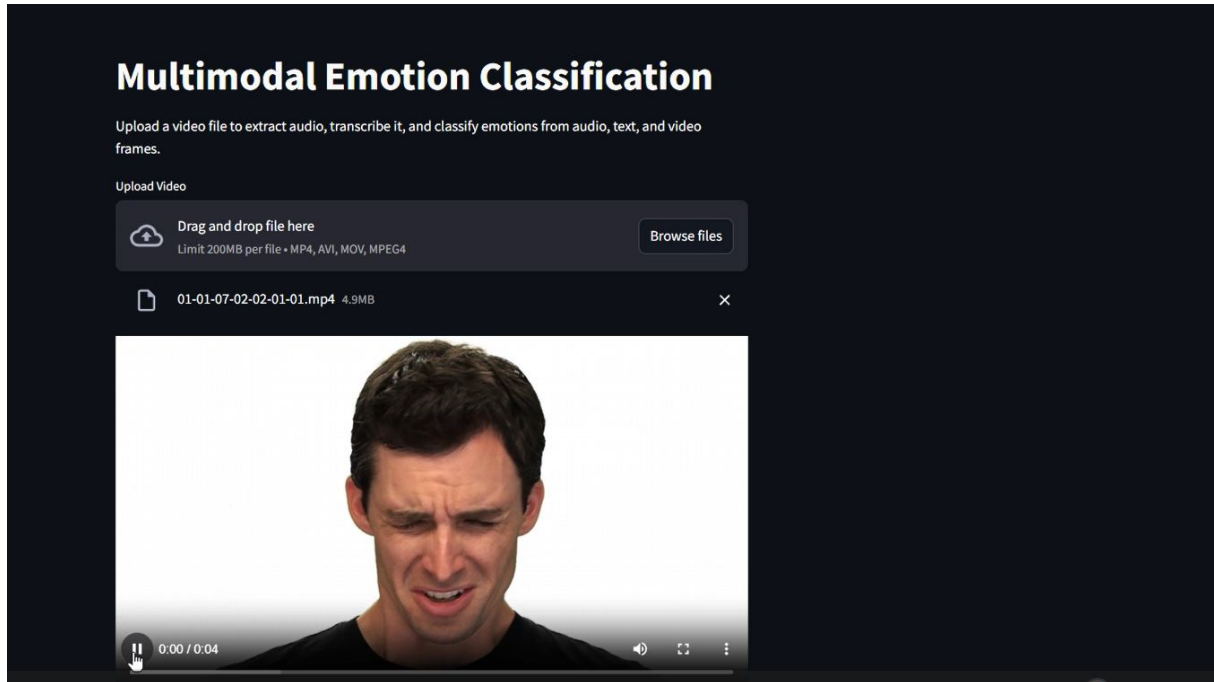 Multimodal Emotion Classification
Upload a video file to extract audio, transcribe it, and classify emotions from audio, text, and video
frames.
Upload Video
Drag and drop file here
Limit 200MB per file • MP4, AVI, MOV, MPEG4
Browse files
01-01-07-02-02-01-01.mp4 4.9MB
0:00 / 0:04